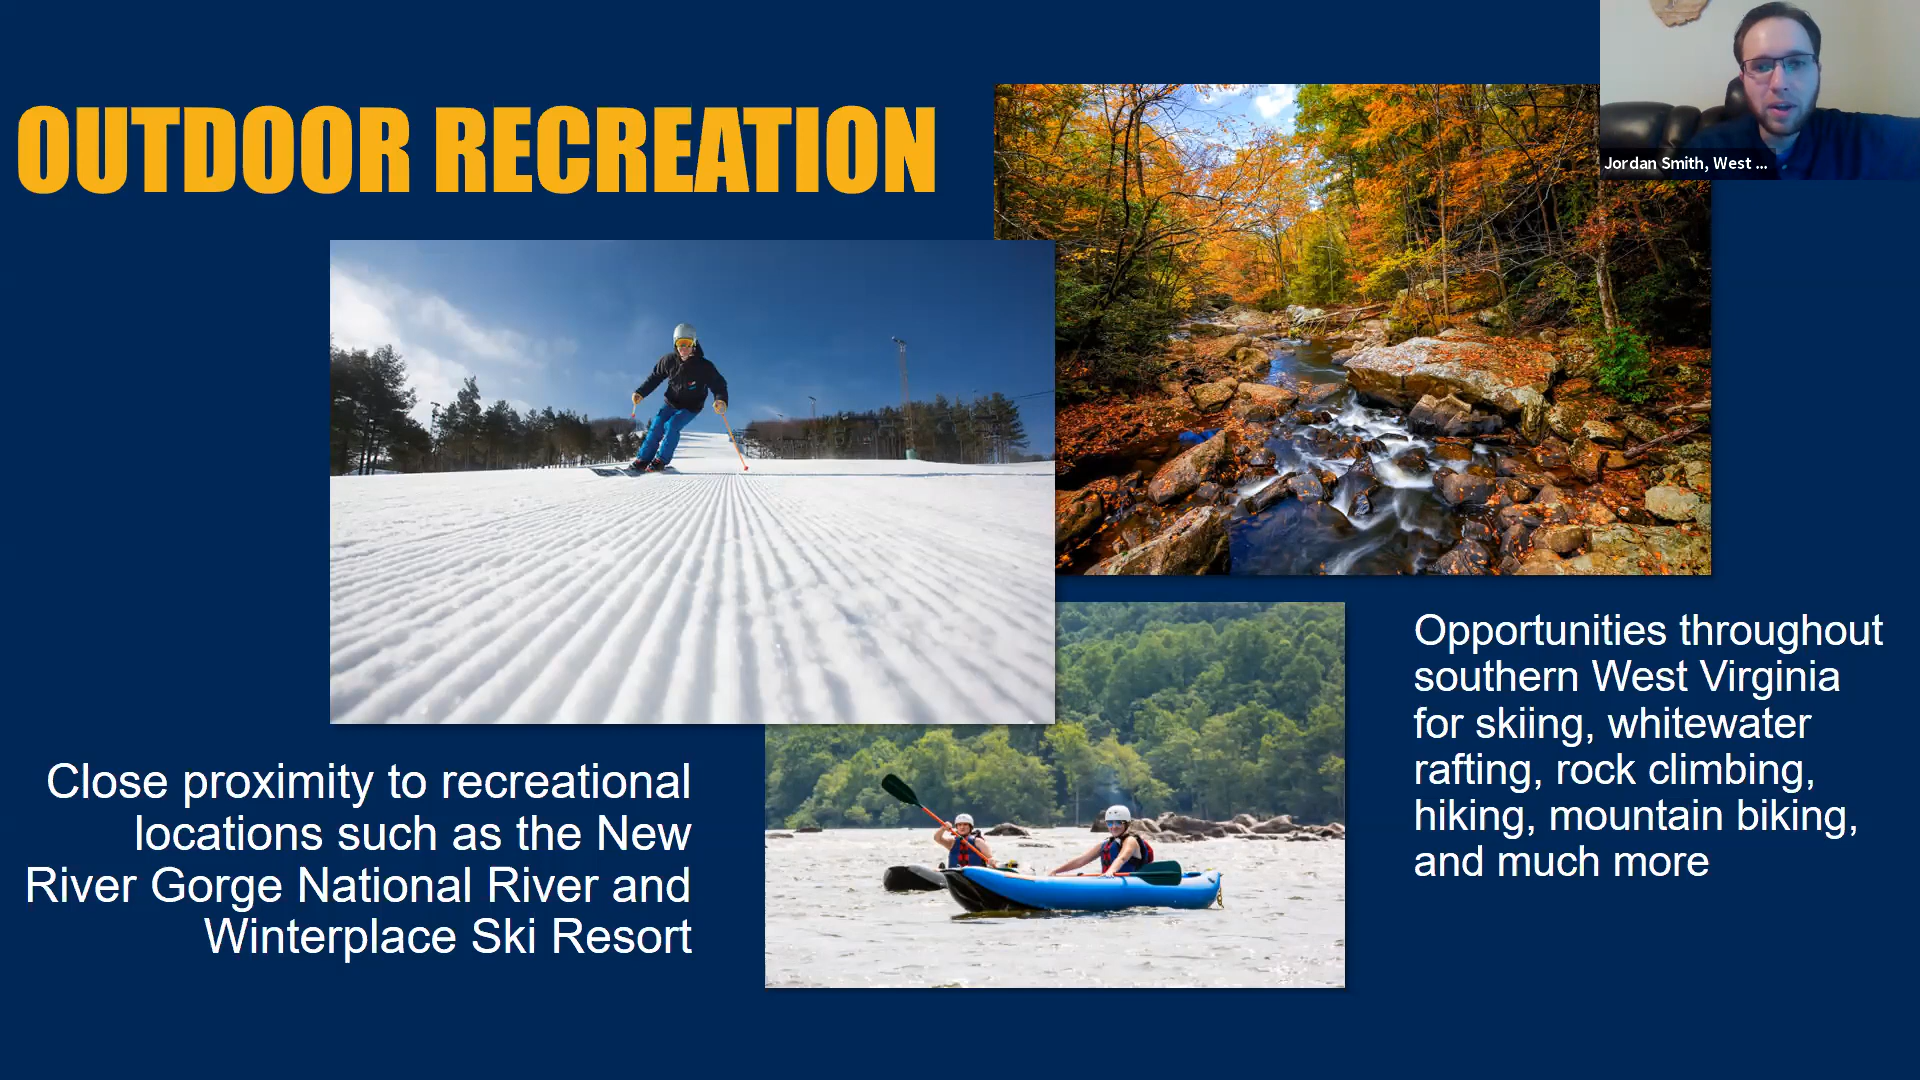 OUTDOOR RECREATION
Jordan Smith, West ...
Opportunities throughout
southern West Virginia
for skiing, whitewater
rafting, rock climbing,
hiking, mountain biking,
and much more
Close proximity to recreational
locations such as the New
River Gorge National River and
Winterplace Ski Resort